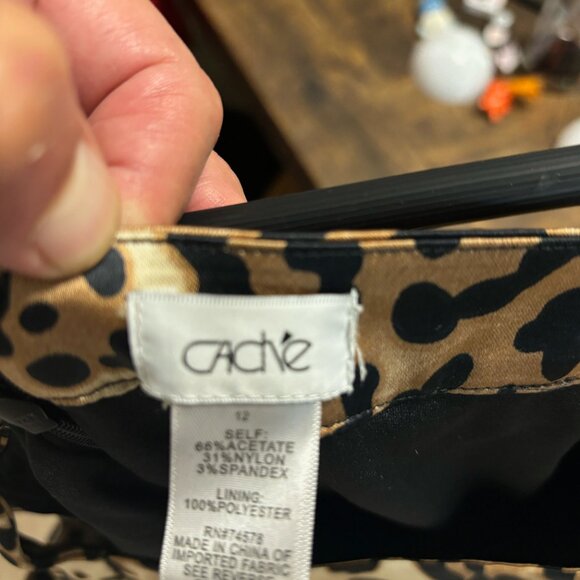 CACHÉ
12
SELF:
66%ACETATE
31%NYLON
3%SPANDEX
LINING:
100%POLYESTER
RN#74578
MADE IN CHINA OF
IMPORTED FABRIC
SEE REVERSE